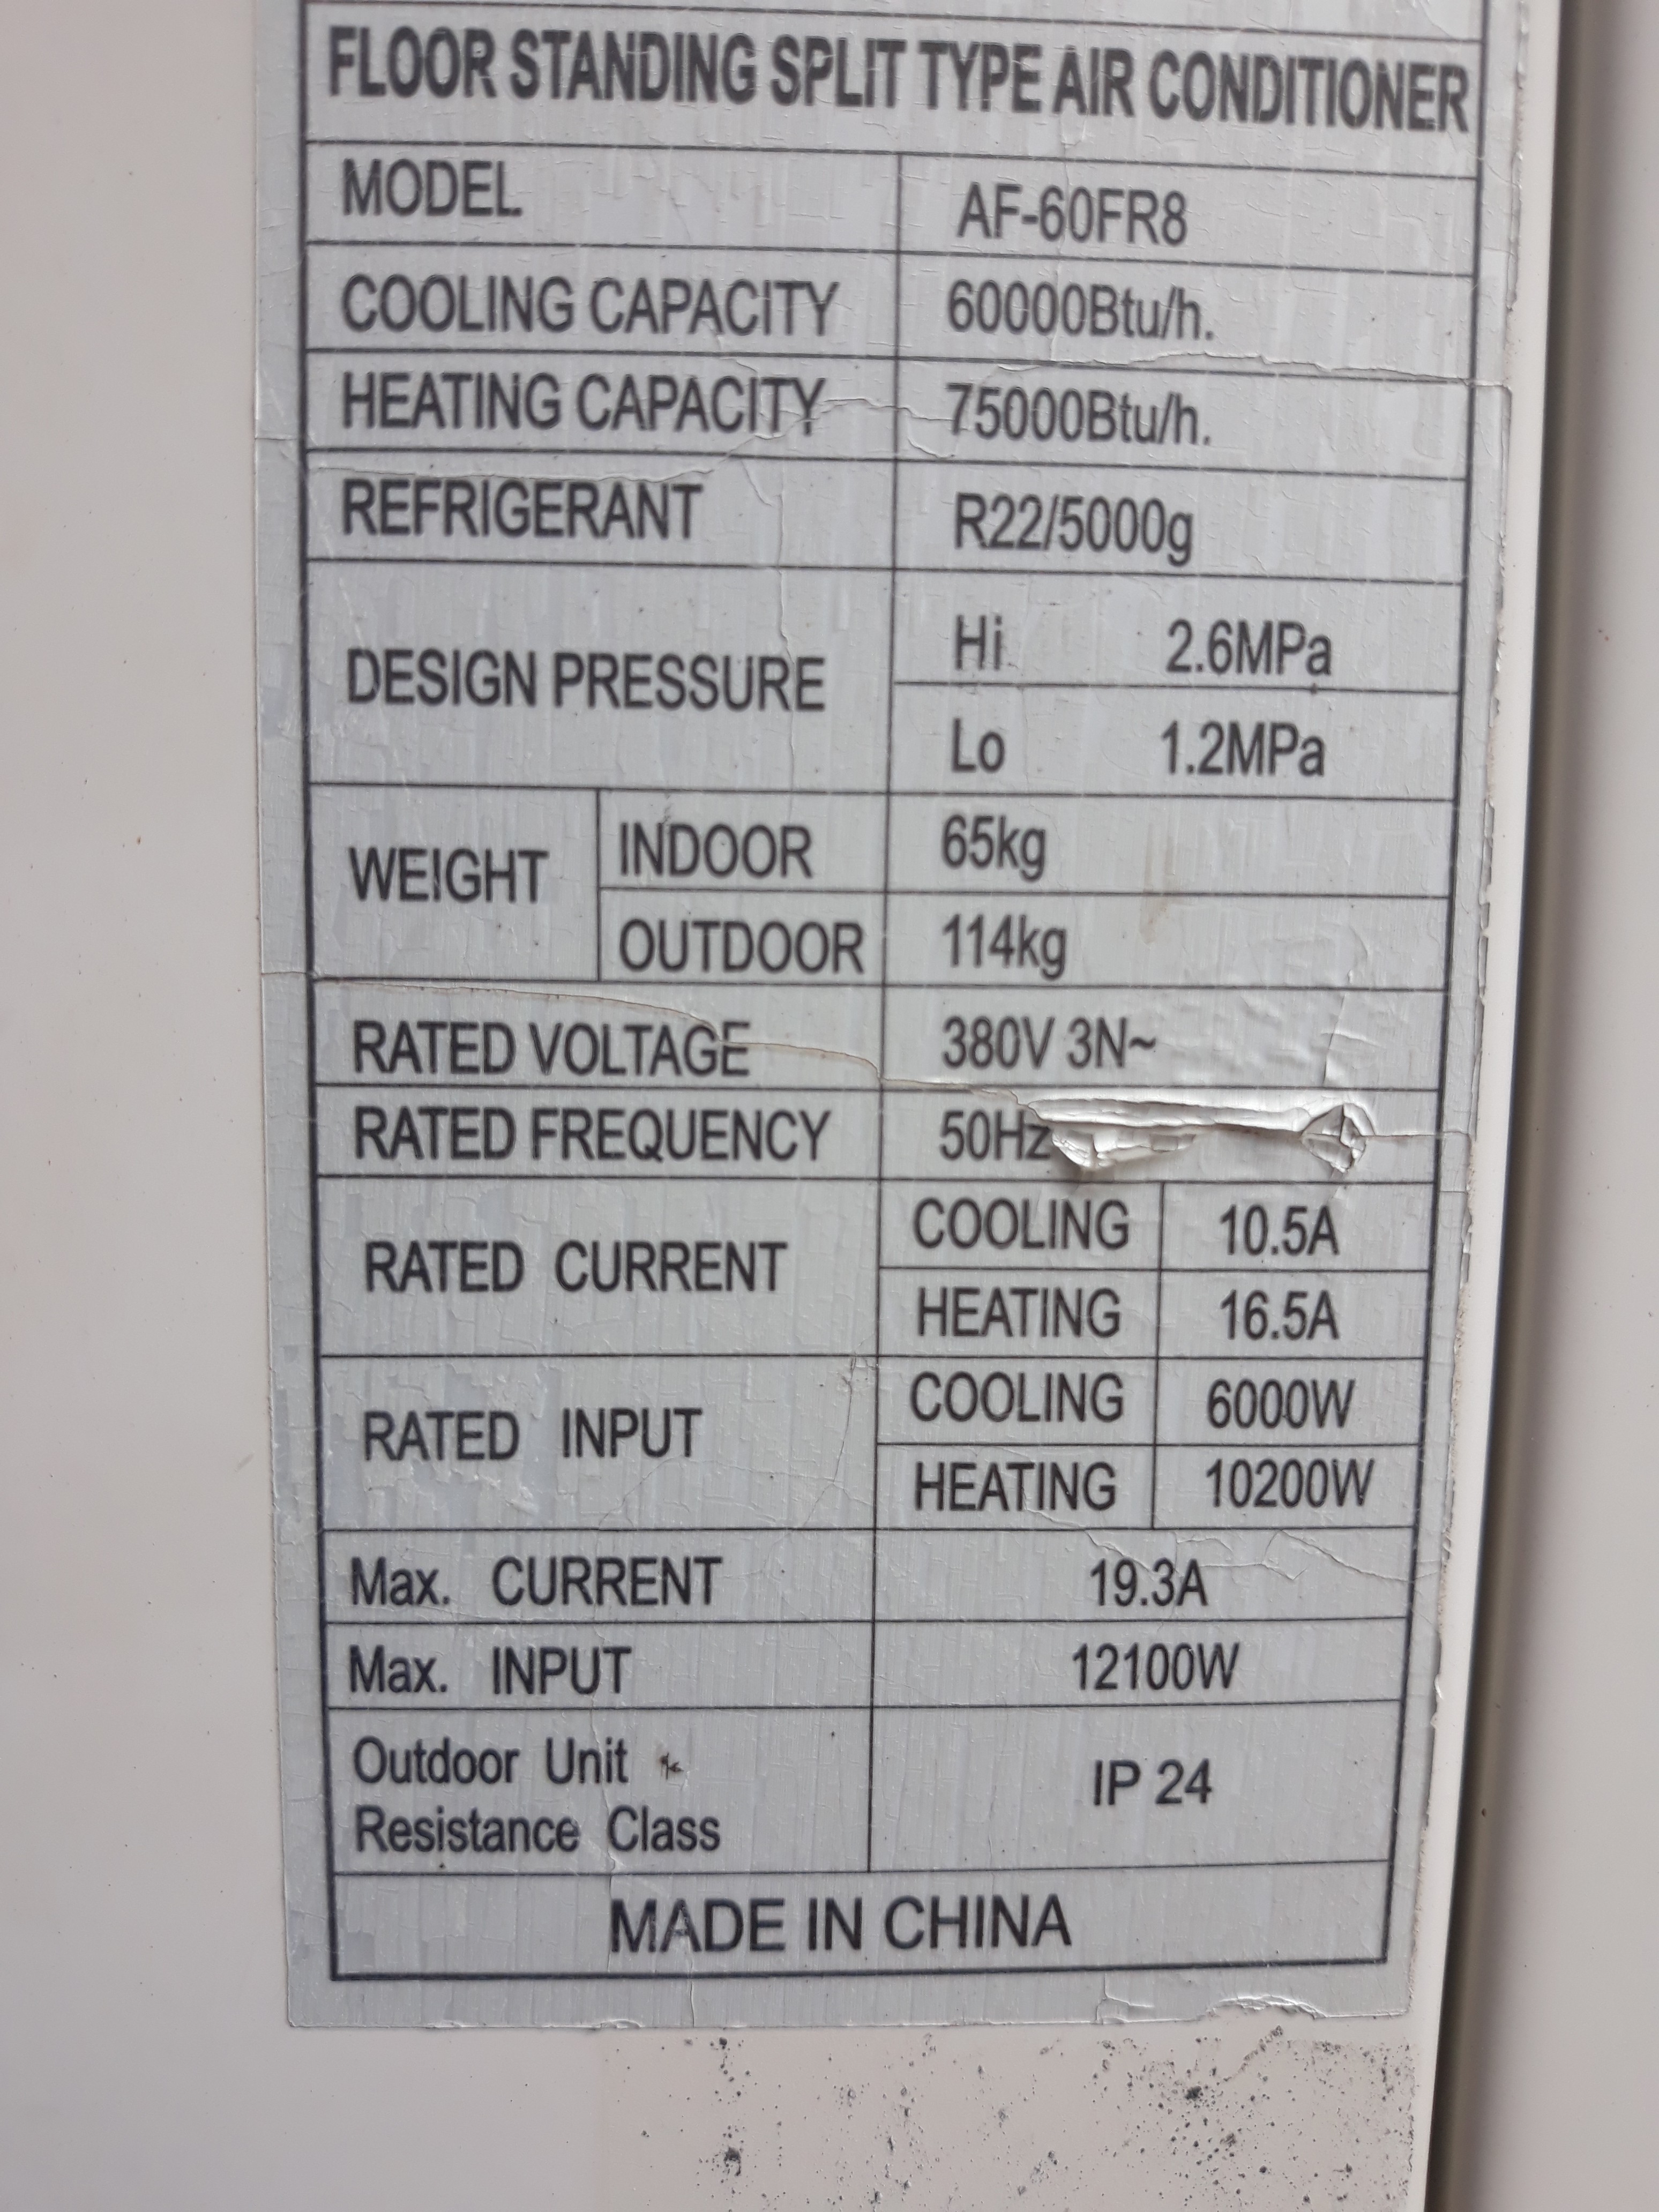 FLOOR STANDING SPLIT TYPE AIR CONDITIONER
MODEL AF-60FR8
COOLING CAPACITY 60000Btu/h.
HEATING CAPACITY 75000Btu/h.
REFRIGERANT R22/5000g
DESIGN PRESSURE Hi 2.6MPa
Lo 1.2MPa
WEIGHT INDOOR 65kg
OUTDOOR 114kg
RATED VOLTAGE 380V 3N~
RATED FREQUENCY 50Hz
RATED CURRENT COOLING 10.5A
HEATING 16.5A
RATED INPUT COOLING 6000W
HEATING 10200W
Max. CURRENT 19.3A
Max. INPUT 12100W
Outdoor Unit
Resistance Class IP 24
MADE IN CHINA